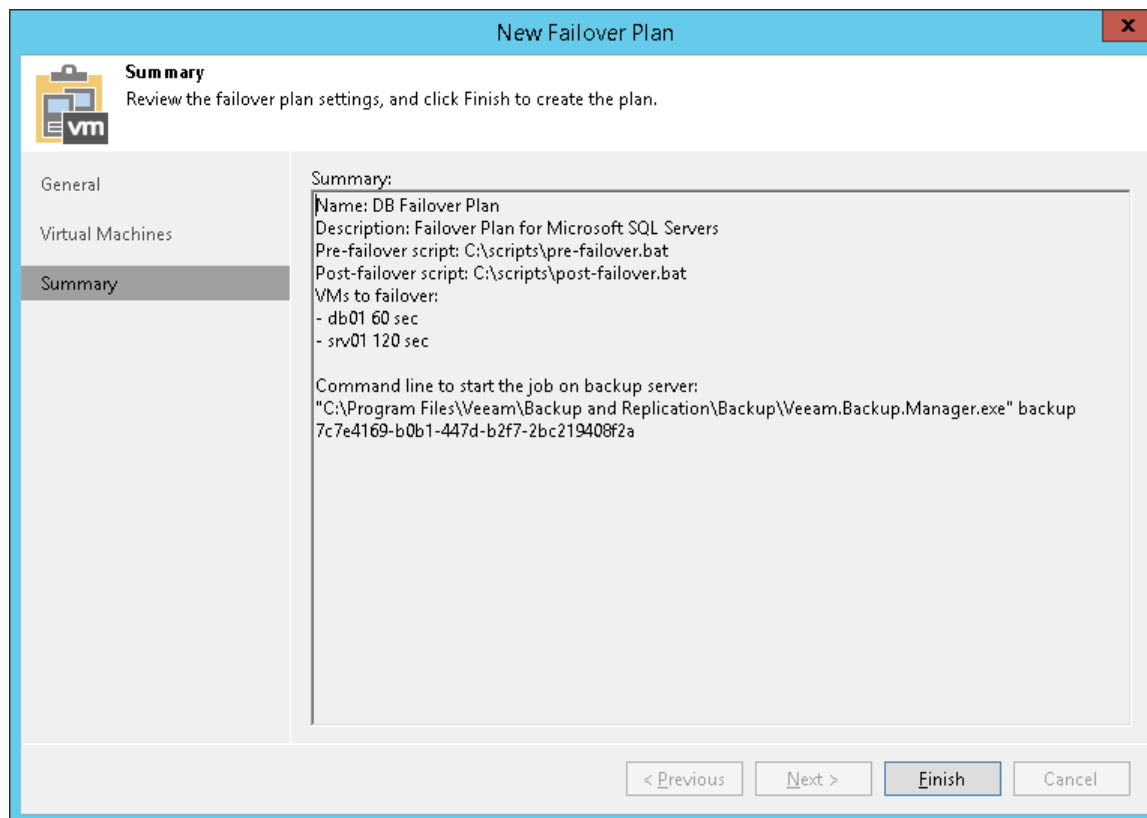 New Failover Plan
x
Summary
Review the failover plan settings, and click Finish to create the plan.
vm
General
Virtual Machines
Summary
Summary:
Name: DB Failover Plan
Description: Failover Plan for Microsoft SQL Servers
Pre-failover script: C:\scripts\pre-failover.bat
Post-failover script: C:\scripts\post-failover.bat
VMs to failover:
- db01 60 sec
- srv01 120 sec
Command line to start the job on backup server:
"C:\Program Files\Veeam\Backup and Replication\Backup\Veeam.Backup.Manager.exe" backup
7c7e4169-b0b1-447d-b2f7-2bc219408f2a
< Previous
Next >
Finish
Cancel